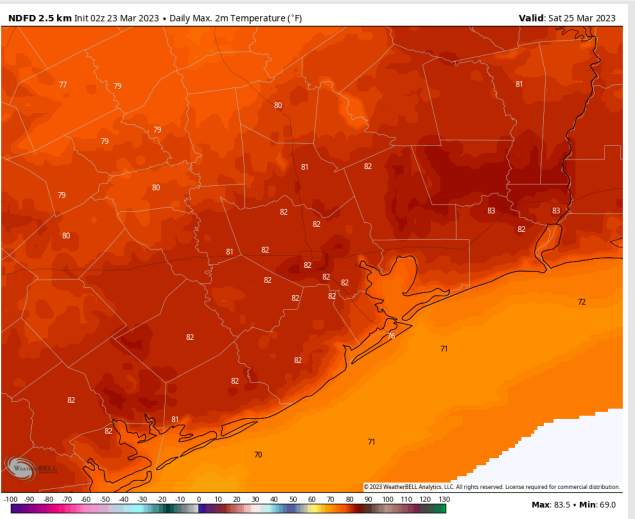 NDFD 2.5 km Init 02z 23 Mar 2023 • Daily Max. 2m Temperature (°F) Valid: Sat 25 Mar 2023
77 79 81
80
79 79
81 82
79 80
82 83 83
80 82 82
81 82
82
82 82 82
82 82
72
82 76
71
82
82
82
81
82 71
70
WeatherBELL
© 2023 WeatherBELL Analytics, LLC. All rights reserved. License required for commercial distribution.
-100 -90 -80 -70 -60 -50 -40 -30 -20 -10 0 10 20 30 40 50 60 70 80 90 100 110 120 130
Max: 83.5 • Min: 69.0